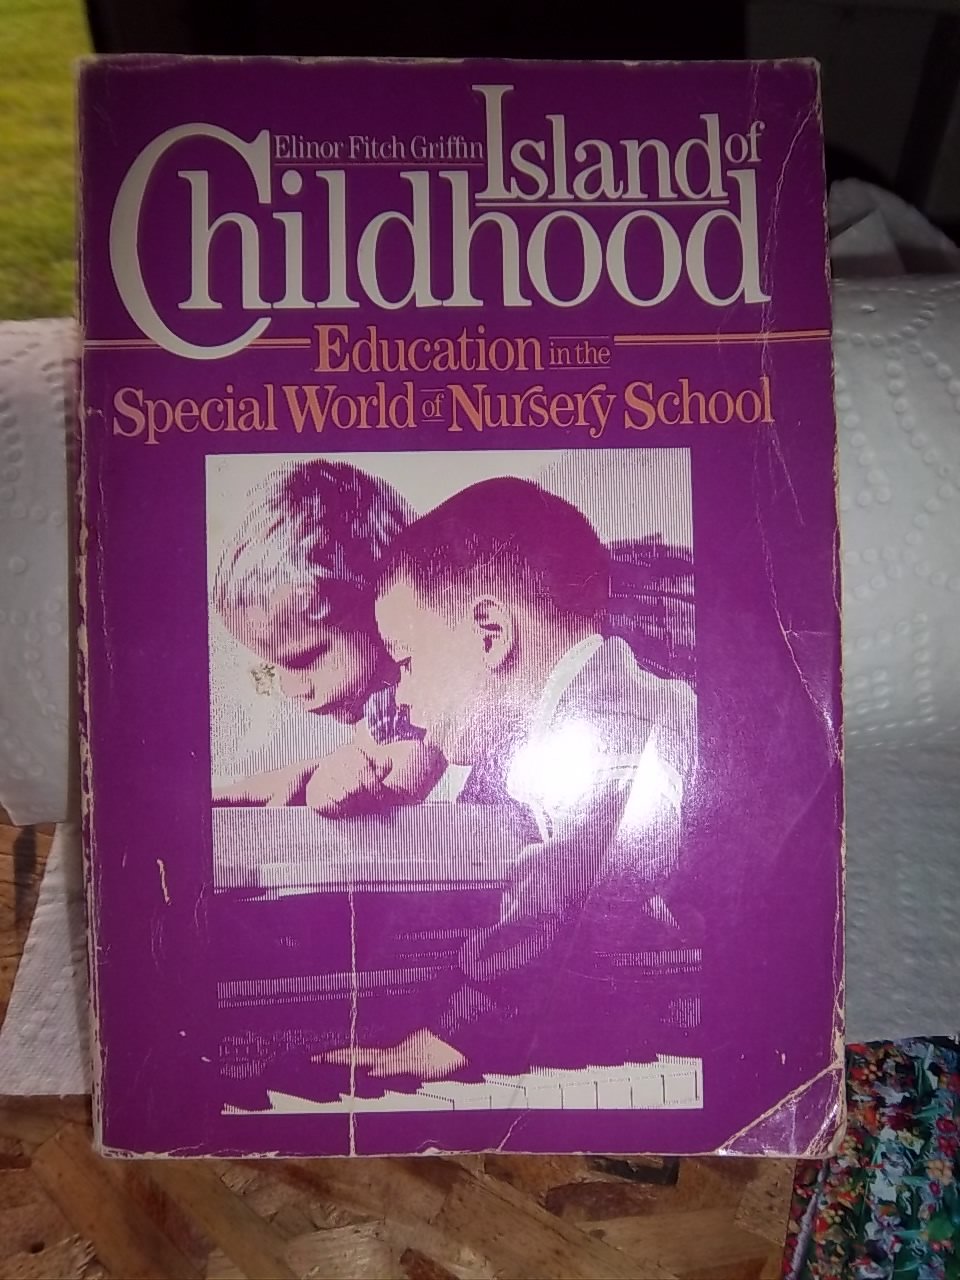 Elinor Fitch Griffin
Island of
Childhood
Education in the
Special World of Nursery School